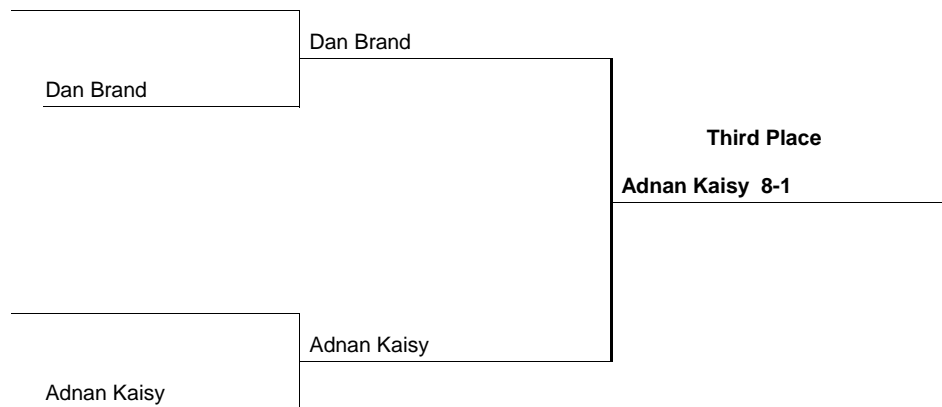 Dan Brand
Dan Brand
Third Place
Adnan Kaisy 8-1
Adnan Kaisy
Adnan Kaisy